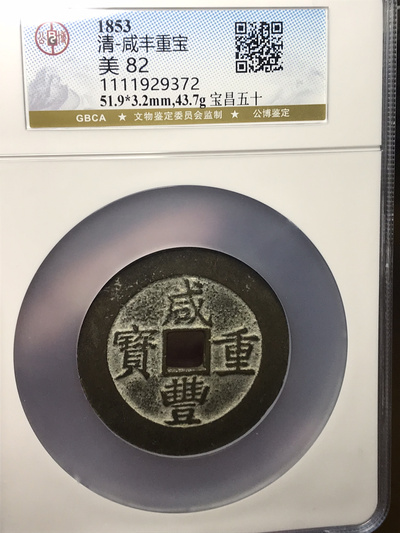 1853
清-咸丰重宝
美 82
1111929372
51.9*3.2mm,43.7g 宝昌五十
GBCA ★ 文物鉴定委员会监制 ★ 公博鉴定
咸
寶 重
豐